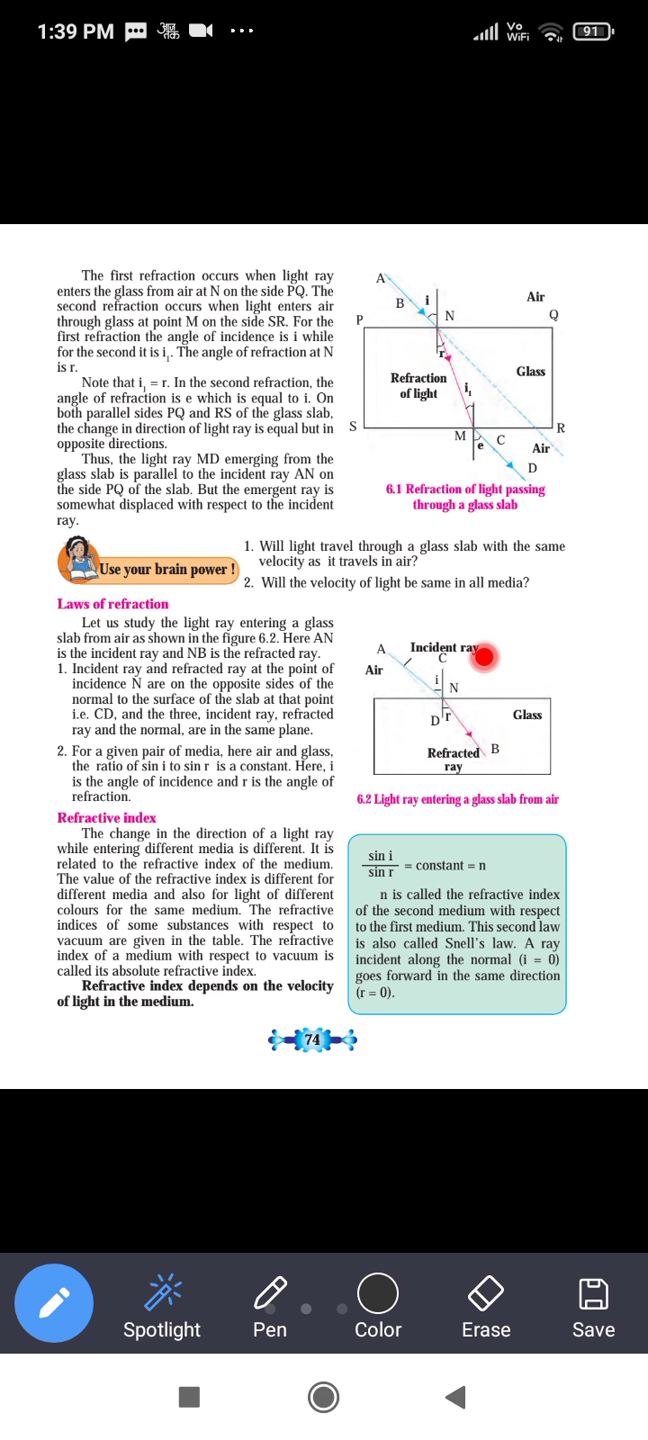 1:39 PM
आज
तक
Vo
WiFi
91
The first refraction occurs when light ray
enters the glass from air at N on the side PQ. The
second refraction occurs when light enters air
through glass at point M on the side SR. For the
first refraction the angle of incidence is i while
for the second it is i₁. The angle of refraction at N
is r.
Note that i₁ = r. In the second refraction, the
angle of refraction is e which is equal to i. On
both parallel sides PQ and RS of the glass slab,
the change in direction of light ray is equal but in
opposite directions.
Thus, the light ray MD emerging from the
glass slab is parallel to the incident ray AN on
the side PQ of the slab. But the emergent ray is
somewhat displaced with respect to the incident
ray.
A
B
i
Air
P
N
Q
r
Refraction
of light
i₁
Glass
S
M
e
C
R
Air
D
6.1 Refraction of light passing
through a glass slab
Use your brain power !
1. Will light travel through a glass slab with the same
velocity as it travels in air?
2. Will the velocity of light be same in all media?
Laws of refraction
Let us study the light ray entering a glass
slab from air as shown in the figure 6.2. Here AN
is the incident ray and NB is the refracted ray.
1. Incident ray and refracted ray at the point of
incidence N are on the opposite sides of the
normal to the surface of the slab at that point
i.e. CD, and the three, incident ray, refracted
ray and the normal, are in the same plane.
2. For a given pair of media, here air and glass,
the ratio of sin i to sin r is a constant. Here, i
is the angle of incidence and r is the angle of
refraction.
A
Incident ray
C
Air
i
N
D
r
Glass
Refracted
ray
B
6.2 Light ray entering a glass slab from air
Refractive index
The change in the direction of a light ray
while entering different media is different. It is
related to the refractive index of the medium.
The value of the refractive index is different for
different media and also for light of different
colours for the same medium. The refractive
indices of some substances with respect to
vacuum are given in the table. The refractive
index of a medium with respect to vacuum is
called its absolute refractive index.
Refractive index depends on the velocity
of light in the medium.
sin i
sin r
= constant = n
n is called the refractive index
of the second medium with respect
to the first medium. This second law
is also called Snell's law. A ray
incident along the normal (i = 0)
goes forward in the same direction
(r = 0).
74
Spotlight
Pen
Color
Erase
Save